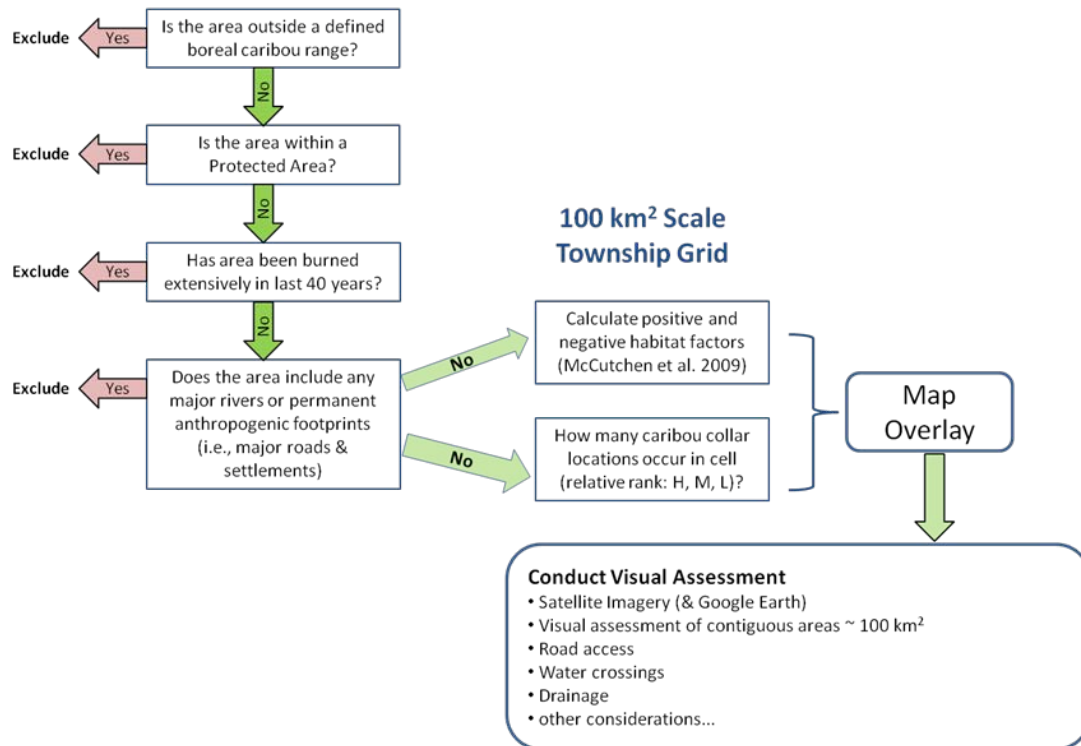 Is the area outside a defined
boreal caribou range?
Exclude
Yes
No
Is the area within a
Protected Area?
Exclude
Yes
No
Has area been burned
extensively in last 40 years?
Exclude
Yes
No
Does the area include any
major rivers or permanent
anthropogenic footprints
(i.e., major roads &
settlements)
Exclude
Yes
No
No
100 km² Scale
Township Grid
Calculate positive and
negative habitat factors
(McCutchen et al. 2009)
How many caribou collar
locations occur in cell
(relative rank: H, M, L)?
Map
Overlay
Conduct Visual Assessment
• Satellite Imagery (& Google Earth)
• Visual assessment of contiguous areas ~ 100 km²
• Road access
• Water crossings
• Drainage
• other considerations...